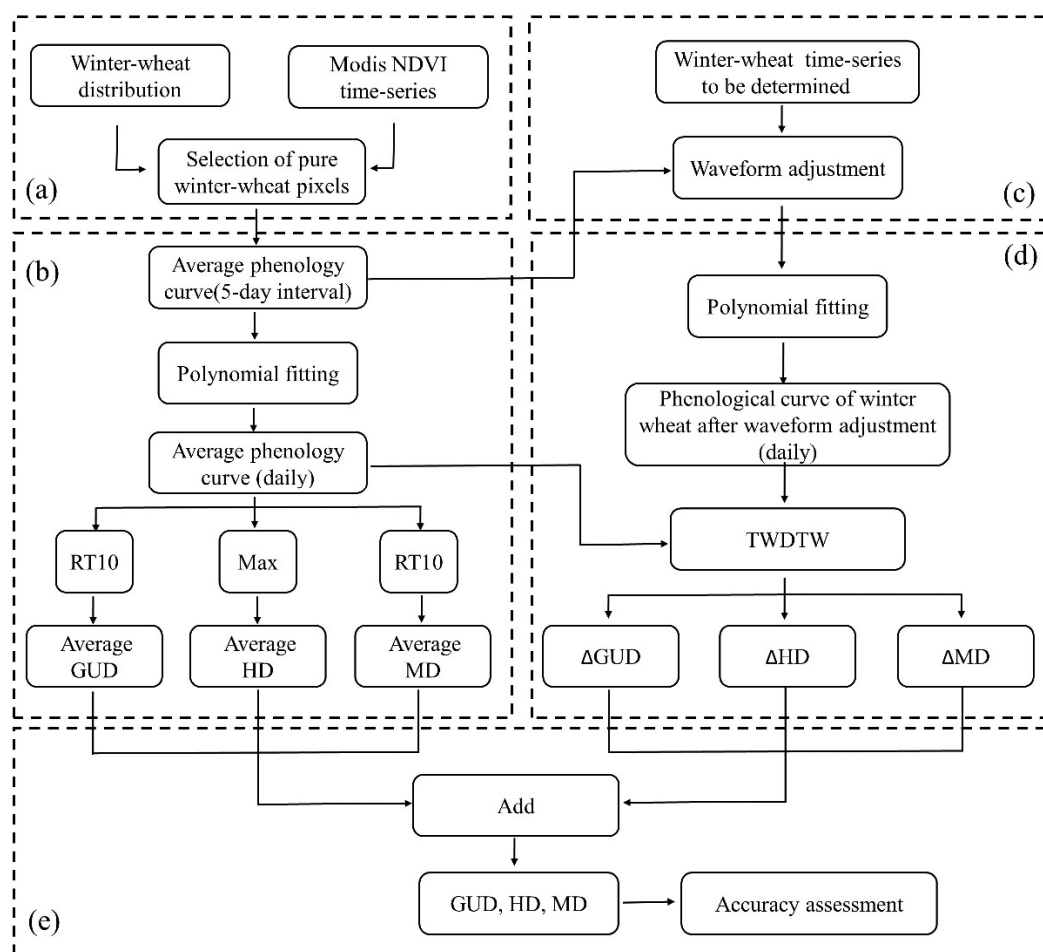 Winter-wheat
distribution
Modis NDVI
time-series
Selection of pure
winter-wheat pixels
(a)
Winter-wheat time-series
to be determined
Waveform adjustment
(c)
(b)
Average phenology
curve(5-day interval)
Polynomial fitting
Average phenology
curve (daily)
RT10
Max
RT10
Average
GUD
Average
HD
Average
MD
(d)
Polynomial fitting
Phenological curve of winter
wheat after waveform adjustment
(daily)
TWDTW
ΔGUD
ΔHD
ΔMD
Add
GUD, HD, MD
Accuracy assessment
(e)